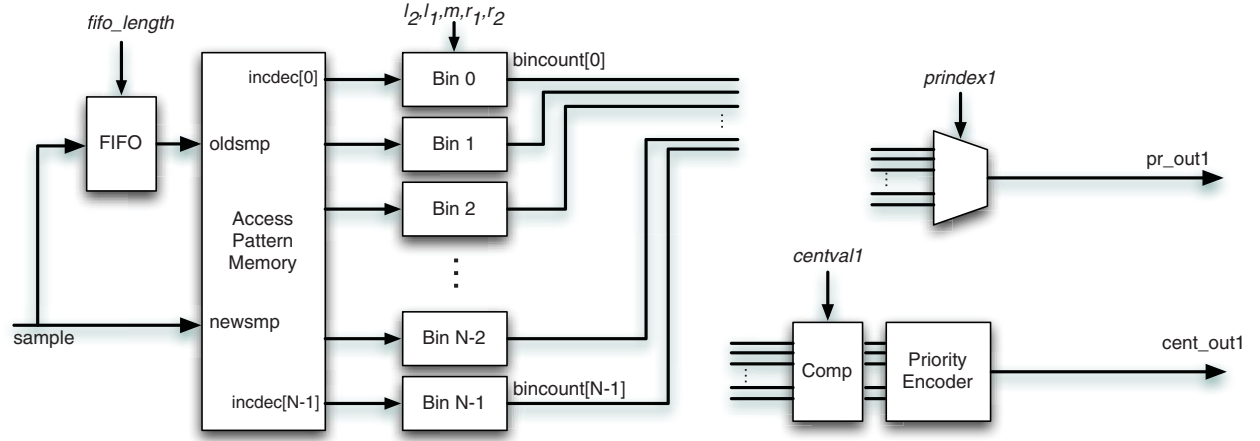 fifo_length
l2,l1,m,r1,r2
FIFO
incdec[0]
oldsmp
Access
Pattern
Memory
newsmp
incdec[N-1]
sample
Bin 0
Bin 1
Bin 2
Bin N-2
Bin N-1
bincount[0]
bincount[N-1]
prindex1
pr_out1
centval1
Comp
Priority
Encoder
cent_out1